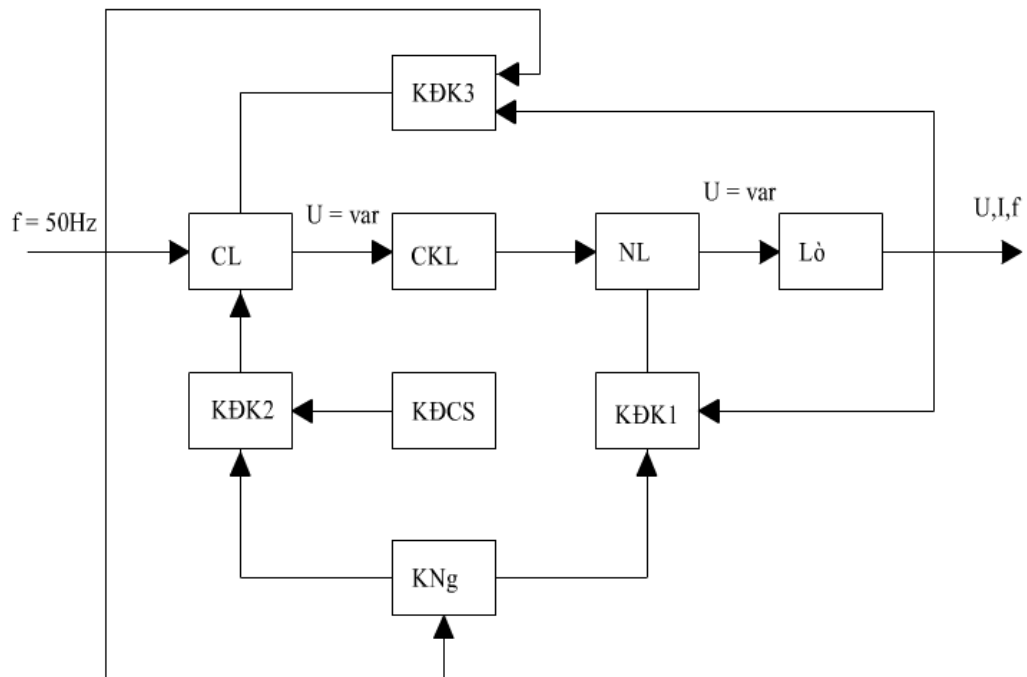 KĐK3
f = 50Hz
U = var
U = var
U,I,f
CL
CKL
NL
Lò
KĐK2
KĐCS
KĐK1
KNg